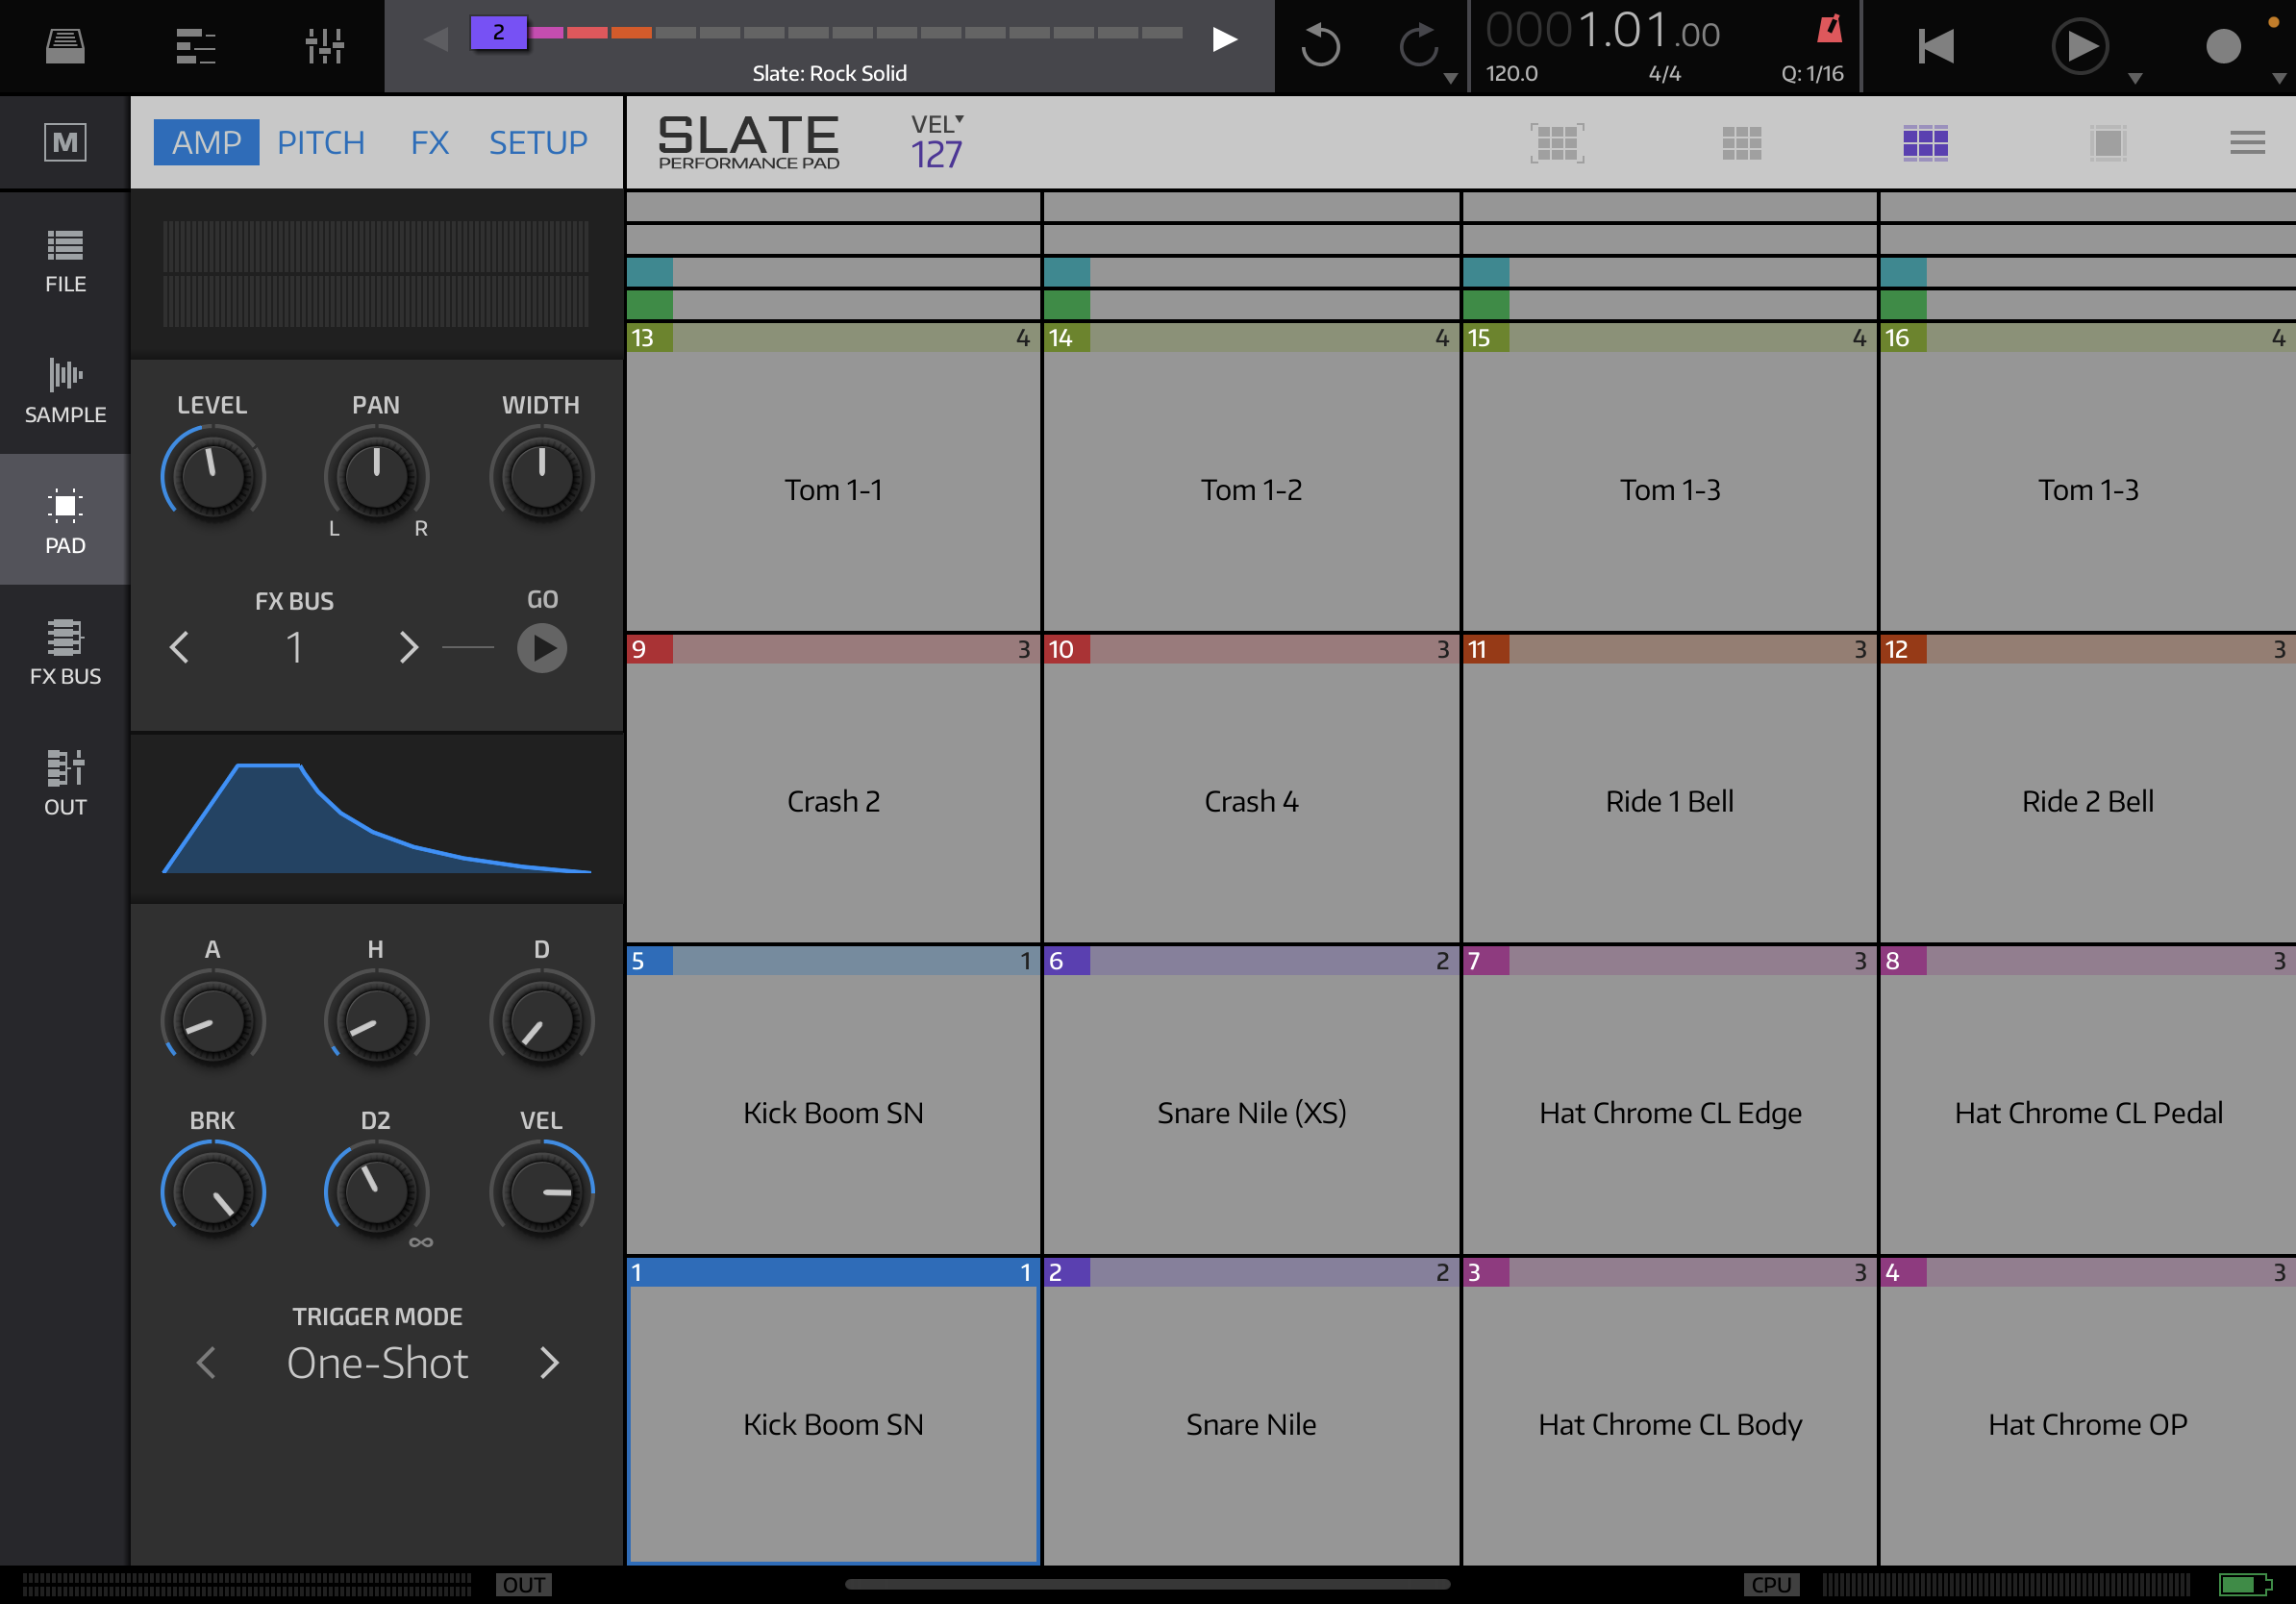 2
Slate: Rock Solid
0001.01.00
120.0 4/4 Q: 1/16
M
AMP PITCH FX SETUP
SLATE
PERFORMANCE PAD
VEL
127
FILE
SAMPLE
PAD
FX BUS
OUT
LEVEL PAN WIDTH
L R
FX BUS GO
1
A H D
BRK D2 VEL
∞
TRIGGER MODE
One-Shot
13 4 14 4 15 4 16 4
Tom 1-1 Tom 1-2 Tom 1-3 Tom 1-3
9 3 10 3 11 3 12 3
Crash 2 Crash 4 Ride 1 Bell Ride 2 Bell
5 1 6 2 7 3 8 3
Kick Boom SN Snare Nile (XS) Hat Chrome CL Edge Hat Chrome CL Pedal
1 1 2 2 3 3 4 3
Kick Boom SN Snare Nile Hat Chrome CL Body Hat Chrome OP
OUT CPU